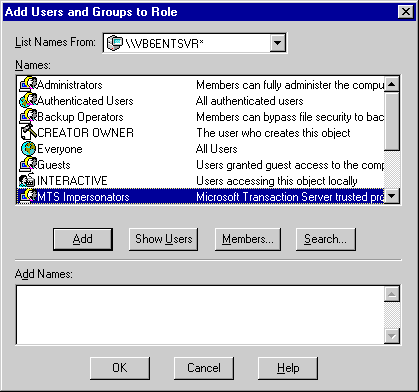 Add Users and Groups to Role
List Names From: \\VB6ENTSVR*
Names:
Administrators Members can fully administer the compu
Authenticated Users All authenticated users
Backup Operators Members can bypass file security to bac
CREATOR OWNER The user who creates this object
Everyone All Users
Guests Users granted guest access to the comp
INTERACTIVE Users accessing this object locally
MTS Impersonators Microsoft Transaction Server trusted pro
Add Show Users Members... Search...
Add Names:
OK Cancel Help